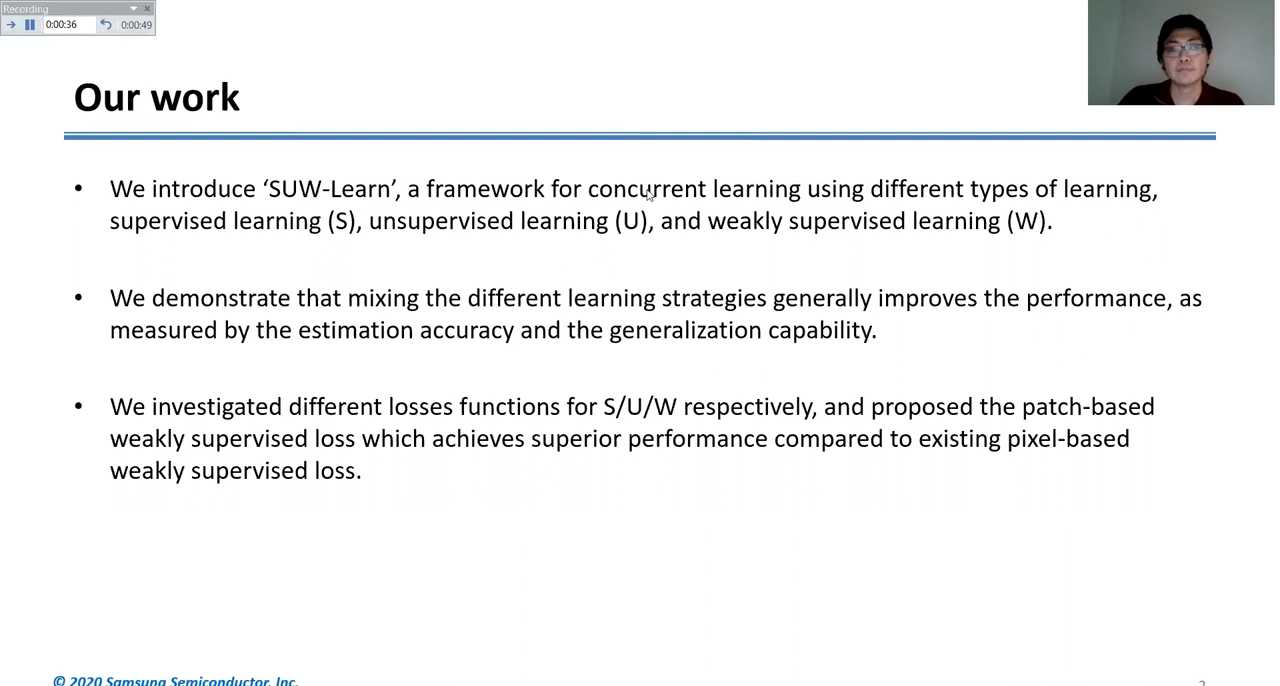 Recording
0:00:36
0:00:49
Our work
• We introduce ‘SUW-Learn’, a framework for concurrent learning using different types of learning,
supervised learning (S), unsupervised learning (U), and weakly supervised learning (W).
• We demonstrate that mixing the different learning strategies generally improves the performance, as
measured by the estimation accuracy and the generalization capability.
• We investigated different losses functions for S/U/W respectively, and proposed the patch-based
weakly supervised loss which achieves superior performance compared to existing pixel-based
weakly supervised loss.
© 2020 Samsung Semiconductor, Inc.